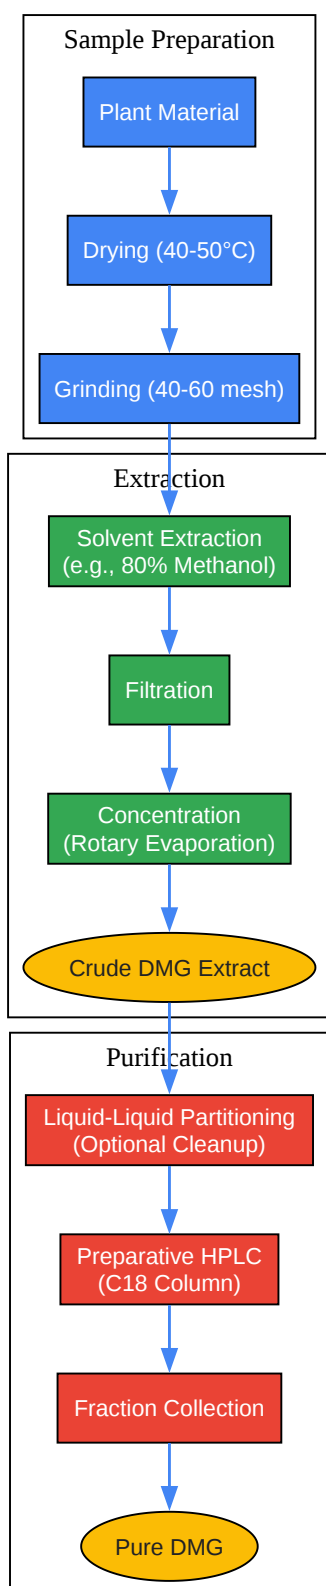 Sample Preparation
Plant Material
Drying (40-50°C)
Grinding (40-60 mesh)
Extraction
Solvent Extraction
(e.g., 80% Methanol)
Filtration
Concentration
(Rotary Evaporation)
Crude DMG Extract
Purification
Liquid-Liquid Partitioning
(Optional Cleanup)
Preparative HPLC
(C18 Column)
Fraction Collection
Pure DMG